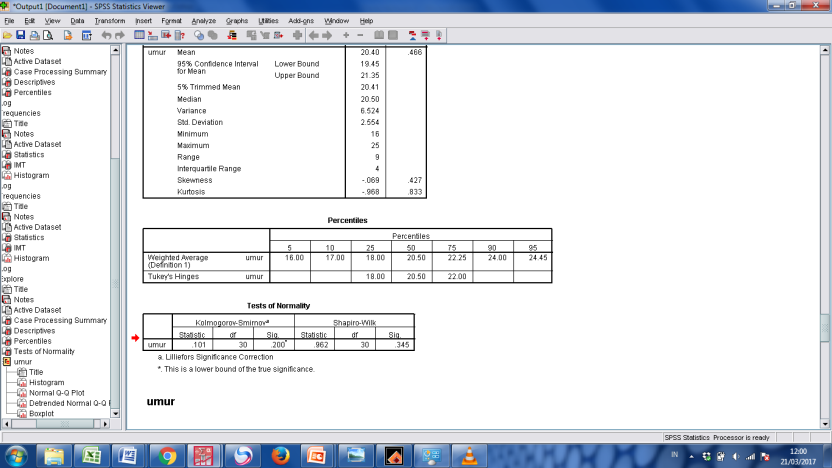 *Output1 [Document1] - SPSS Statistics Viewer
File Edit View Data Transform Insert Format Analyze Graphs Utilities Add-ons Window Help
Notes
Active Dataset
Case Processing Summary
Descriptives
Percentiles
.og
requencies
Title
Notes
Active Dataset
Statistics
IMT
Histogram
.og
requencies
Title
Notes
Active Dataset
Statistics
IMT
Histogram
.og
Explore
Title
Notes
Active Dataset
Case Processing Summary
Descriptives
Percentiles
Tests of Normality
umur
Title
Histogram
Normal Q-Q Plot
Detrended Normal Q-Q F
Boxplot
umur Mean 20.40 .466
95% Confidence Interval for Mean Lower Bound 19.45
Upper Bound 21.35
5% Trimmed Mean 20.41
Median 20.50
Variance 6.524
Std. Deviation 2.554
Minimum 16
Maximum 25
Range 9
Interquartile Range 4
Skewness -.069 .427
Kurtosis -.968 .833
Percentiles
Percentiles
5 10 25 50 75 90 95
Weighted Average (Definition 1) umur 16.00 17.00 18.00 20.50 22.25 24.00 24.45
Tukey's Hinges umur 18.00 20.50 22.00
Tests of Normality
Kolmogorov-Smirnov^a Shapiro-Wilk
Statistic df Sig. Statistic df Sig.
umur .101 30 .200* .962 30 .345
a. Lilliefors Significance Correction
*. This is a lower bound of the true significance.
umur
SPSS Statistics Processor is ready
IN
12:00
21/03/2017